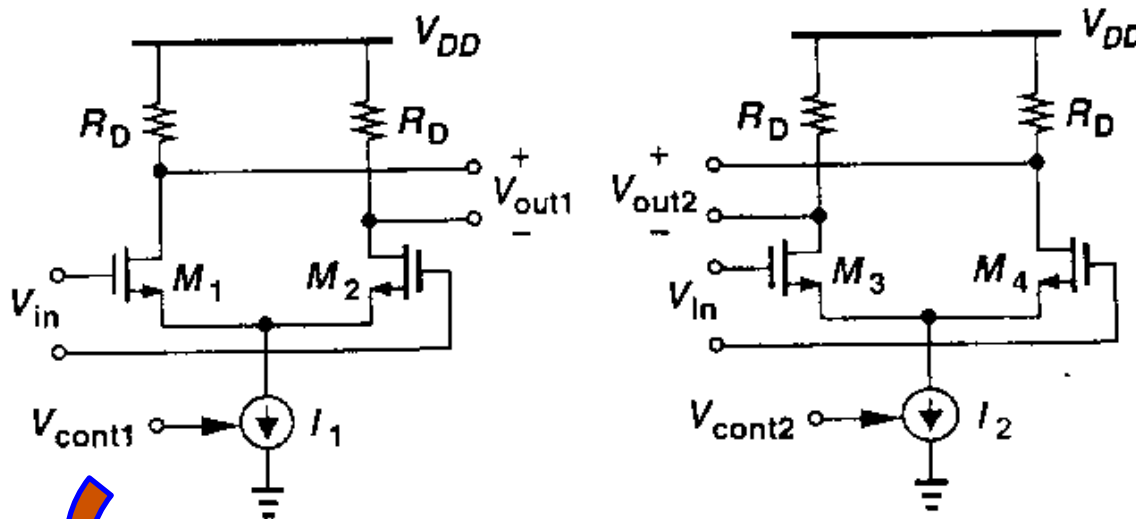 V_DD
R_D
R_D
+
V_out1
−
M_1
M_2
V_in
V_cont1
I_1
V_DD
R_D
R_D
+
V_out2
−
M_3
M_4
V_In
V_cont2
I_2